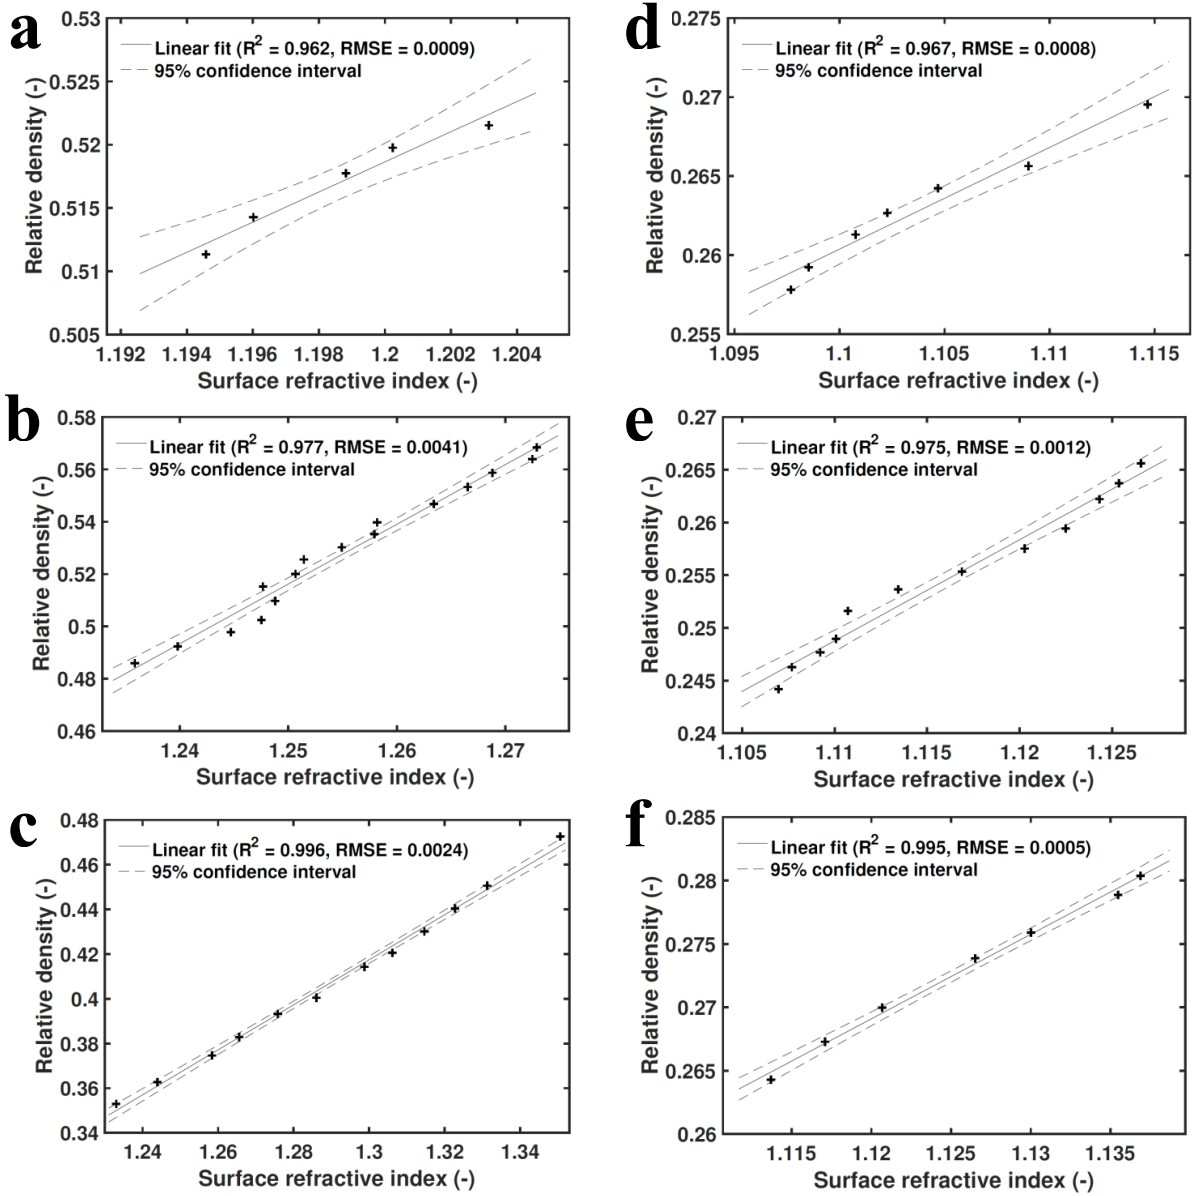 a
0.53
0.525
0.52
0.515
0.51
0.505
Relative density (-)
Linear fit (R² = 0.962, RMSE = 0.0009)
95% confidence interval
1.192 1.194 1.196 1.198 1.2 1.202 1.204
Surface refractive index (-)
d
0.275
0.27
0.265
0.26
0.255
Relative density (-)
Linear fit (R² = 0.967, RMSE = 0.0008)
95% confidence interval
1.095 1.1 1.105 1.11 1.115
Surface refractive index (-)
b
0.58
0.56
0.54
0.52
0.5
0.48
0.46
Relative density (-)
Linear fit (R² = 0.977, RMSE = 0.0041)
95% confidence interval
1.24 1.25 1.26 1.27
Surface refractive index (-)
e
0.27
0.265
0.26
0.255
0.25
0.245
0.24
Relative density (-)
Linear fit (R² = 0.975, RMSE = 0.0012)
95% confidence interval
1.105 1.11 1.115 1.12 1.125
Surface refractive index (-)
c
0.48
0.46
0.44
0.42
0.4
0.38
0.36
0.34
Relative density (-)
Linear fit (R² = 0.996, RMSE = 0.0024)
95% confidence interval
1.24 1.26 1.28 1.3 1.32 1.34
Surface refractive index (-)
f
0.285
0.28
0.275
0.27
0.265
0.26
Relative density (-)
Linear fit (R² = 0.995, RMSE = 0.0005)
95% confidence interval
1.115 1.12 1.125 1.13 1.135
Surface refractive index (-)